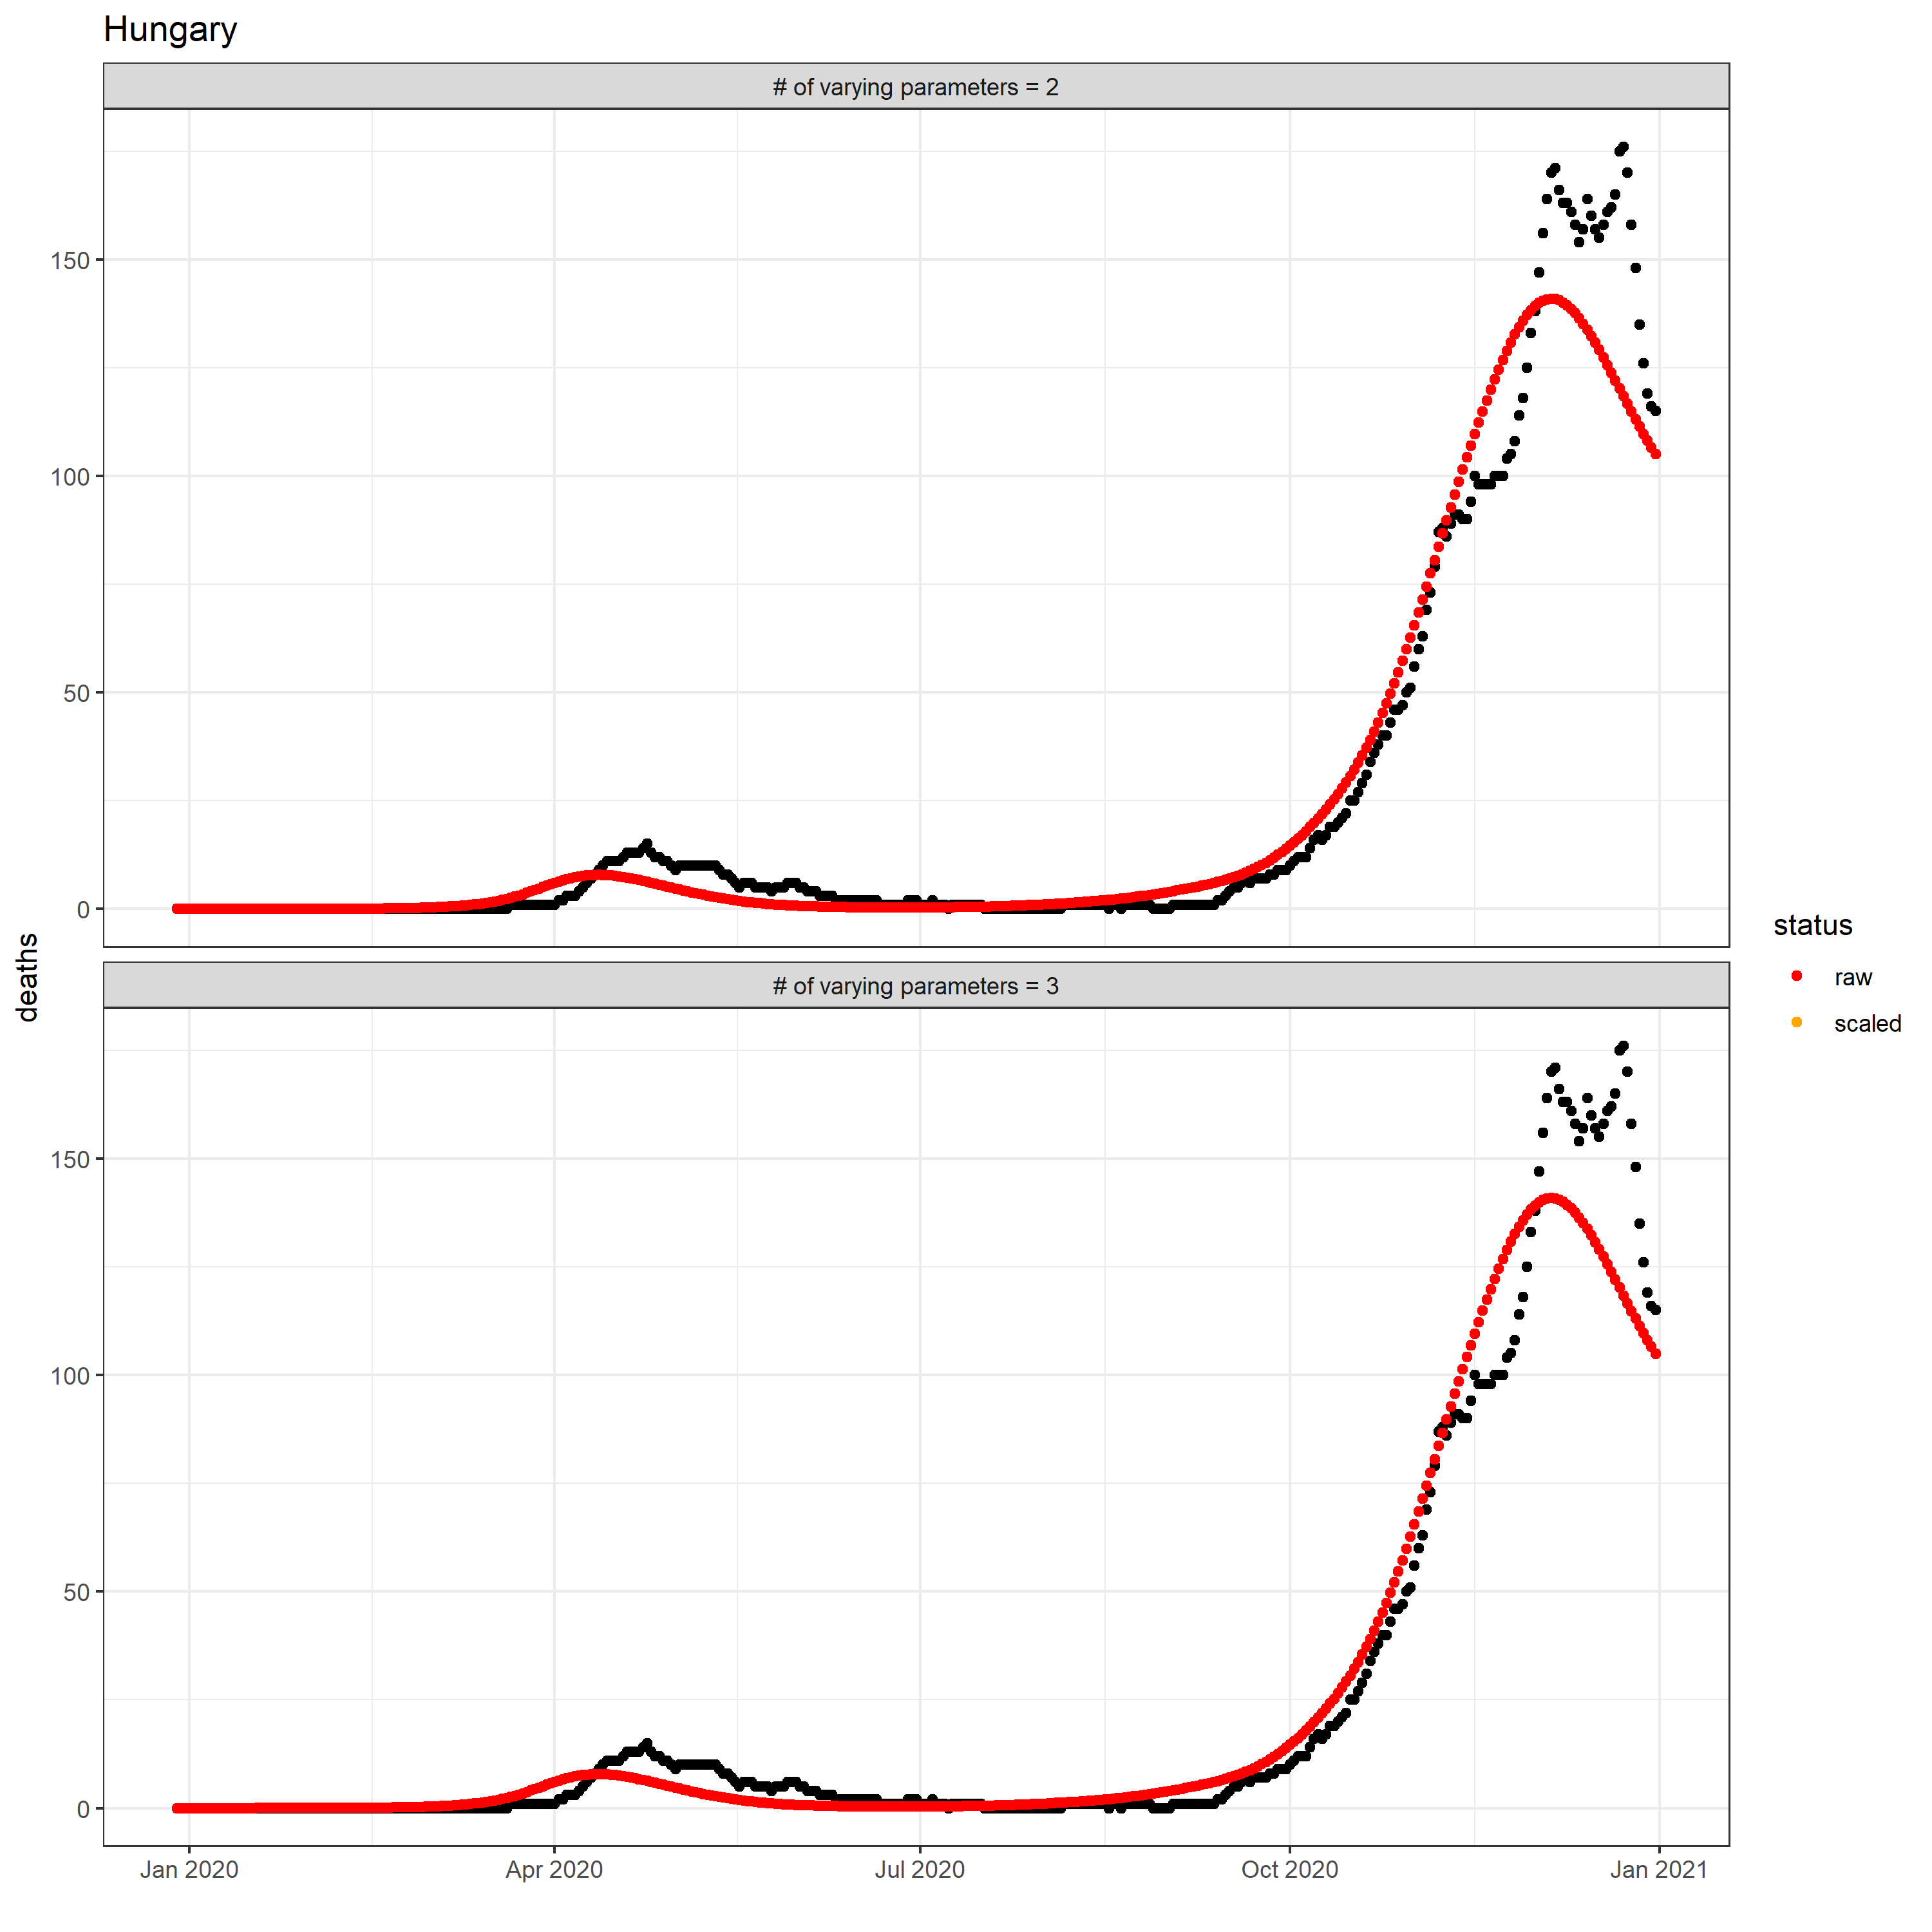 Hungary
# of varying parameters = 2
150
100
50
0
deaths
# of varying parameters = 3
150
100
50
0
Jan 2020 Apr 2020 Jul 2020 Oct 2020 Jan 2021
status
raw
scaled